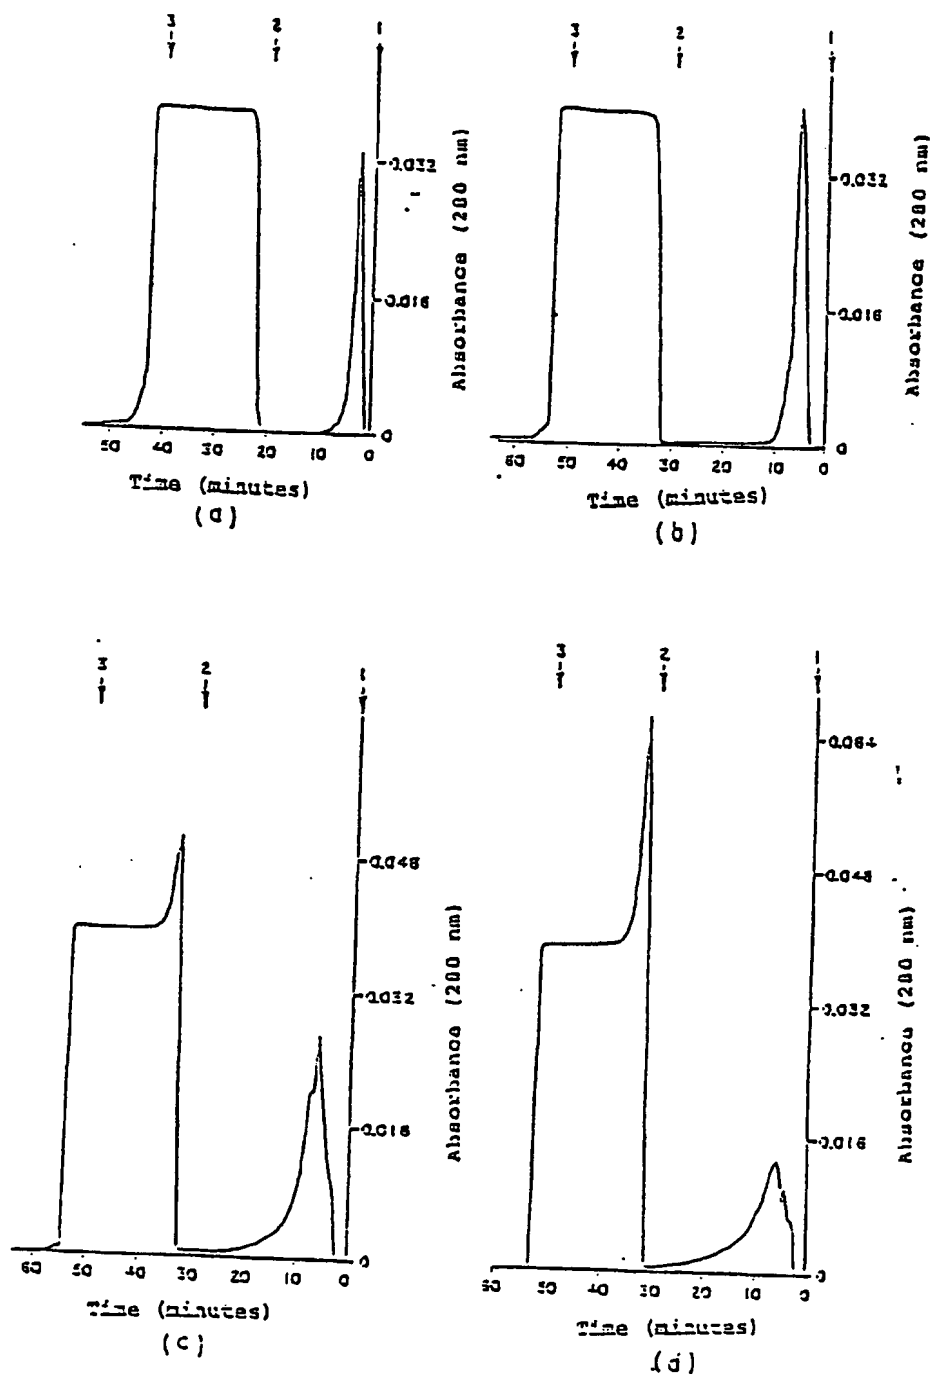 3 2 1
0.032
0.016
0
Absorbance (280 nm)
50 40 30 20 10 0
Time (minutes)
(a)
3 2 1
0.032
0.016
0
Absorbance (280 nm)
60 50 40 30 20 10 0
Time (minutes)
(b)
3 2 1
0.048
0.032
0.016
0
Absorbance (280 nm)
60 50 40 30 20 10 0
Time (minutes)
(c)
3 2 1
0.064
0.048
0.032
0.016
0
Absorbance (280 nm)
60 50 40 30 20 10 0
Time (minutes)
(d)